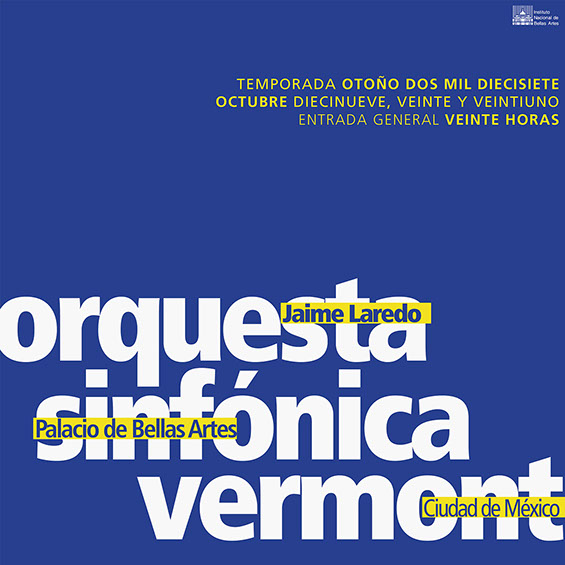 Instituto
Nacional de
Bellas Artes
TEMPORADA OTOÑO DOS MIL DIECISIETE
OCTUBRE DIECINUEVE, VEINTE Y VEINTIUNO
ENTRADA GENERAL VEINTE HORAS
orquesta
Jaime Laredo
sinfónica
Palacio de Bellas Artes
vermont
Ciudad de México